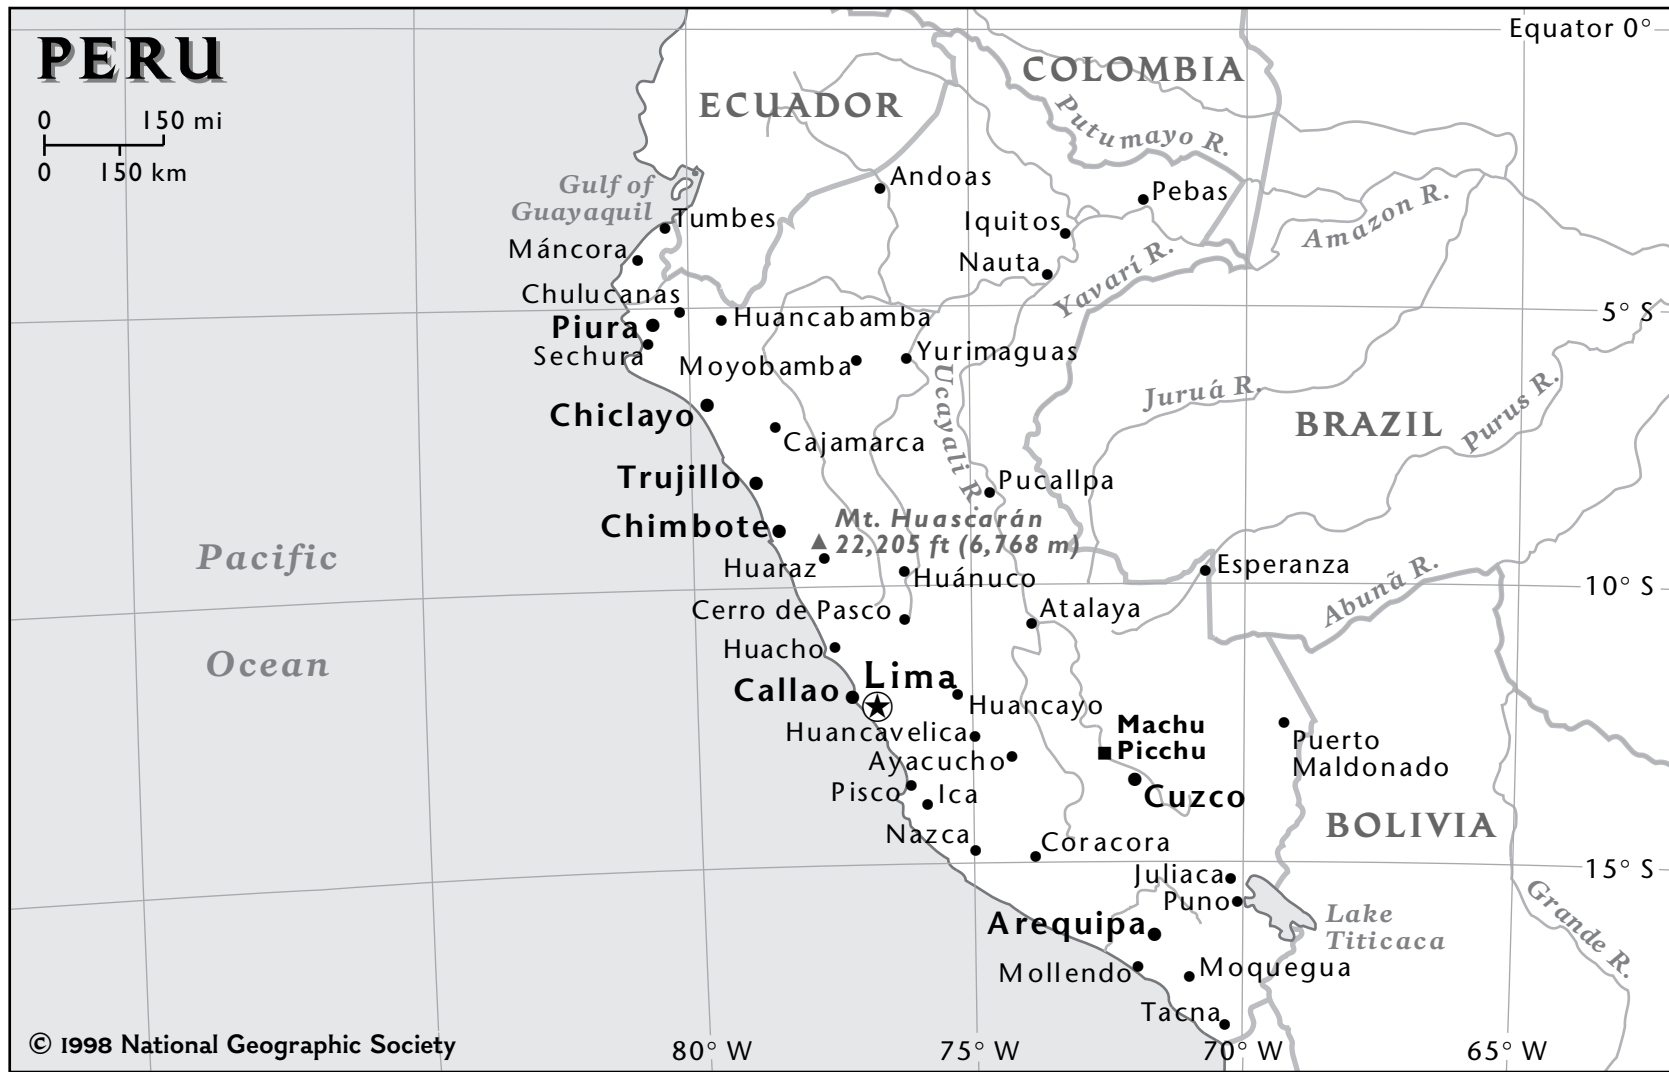 PERU
0 150 mi
0 150 km
Equator 0°
COLOMBIA
ECUADOR
Putumayo R.
Andoas
Pebas
Gulf of
Guayaquil
Tumbes
Iquitos
Amazon R.
Máncora
Nauta
Yavarí R.
Chulucanas
5° S
Piura
Huancabamba
Sechura
Moyobamba
Yurimaguas
Ucayali R.
Juruá R.
Purus R.
Chiclayo
BRAZIL
Cajamarca
Trujillo
Pucallpa
Chimbote
Mt. Huascarán
22,205 ft (6,768 m)
Pacific
Ocean
Huaraz
Huánuco
Esperanza
Abunã R.
10° S
Cerro de Pasco
Atalaya
Huacho
Lima
Callao
Huancayo
Huancavelica
Machu
Picchu
Puerto
Maldonado
Ayacucho
Pisco
Ica
Cuzco
Nazca
Coracora
BOLIVIA
15° S
Juliaca
Puno
Lake
Titicaca
Grande R.
Arequipa
Mollendo
Moquegua
Tacna
© 1998 National Geographic Society
80° W
75° W
70° W
65° W